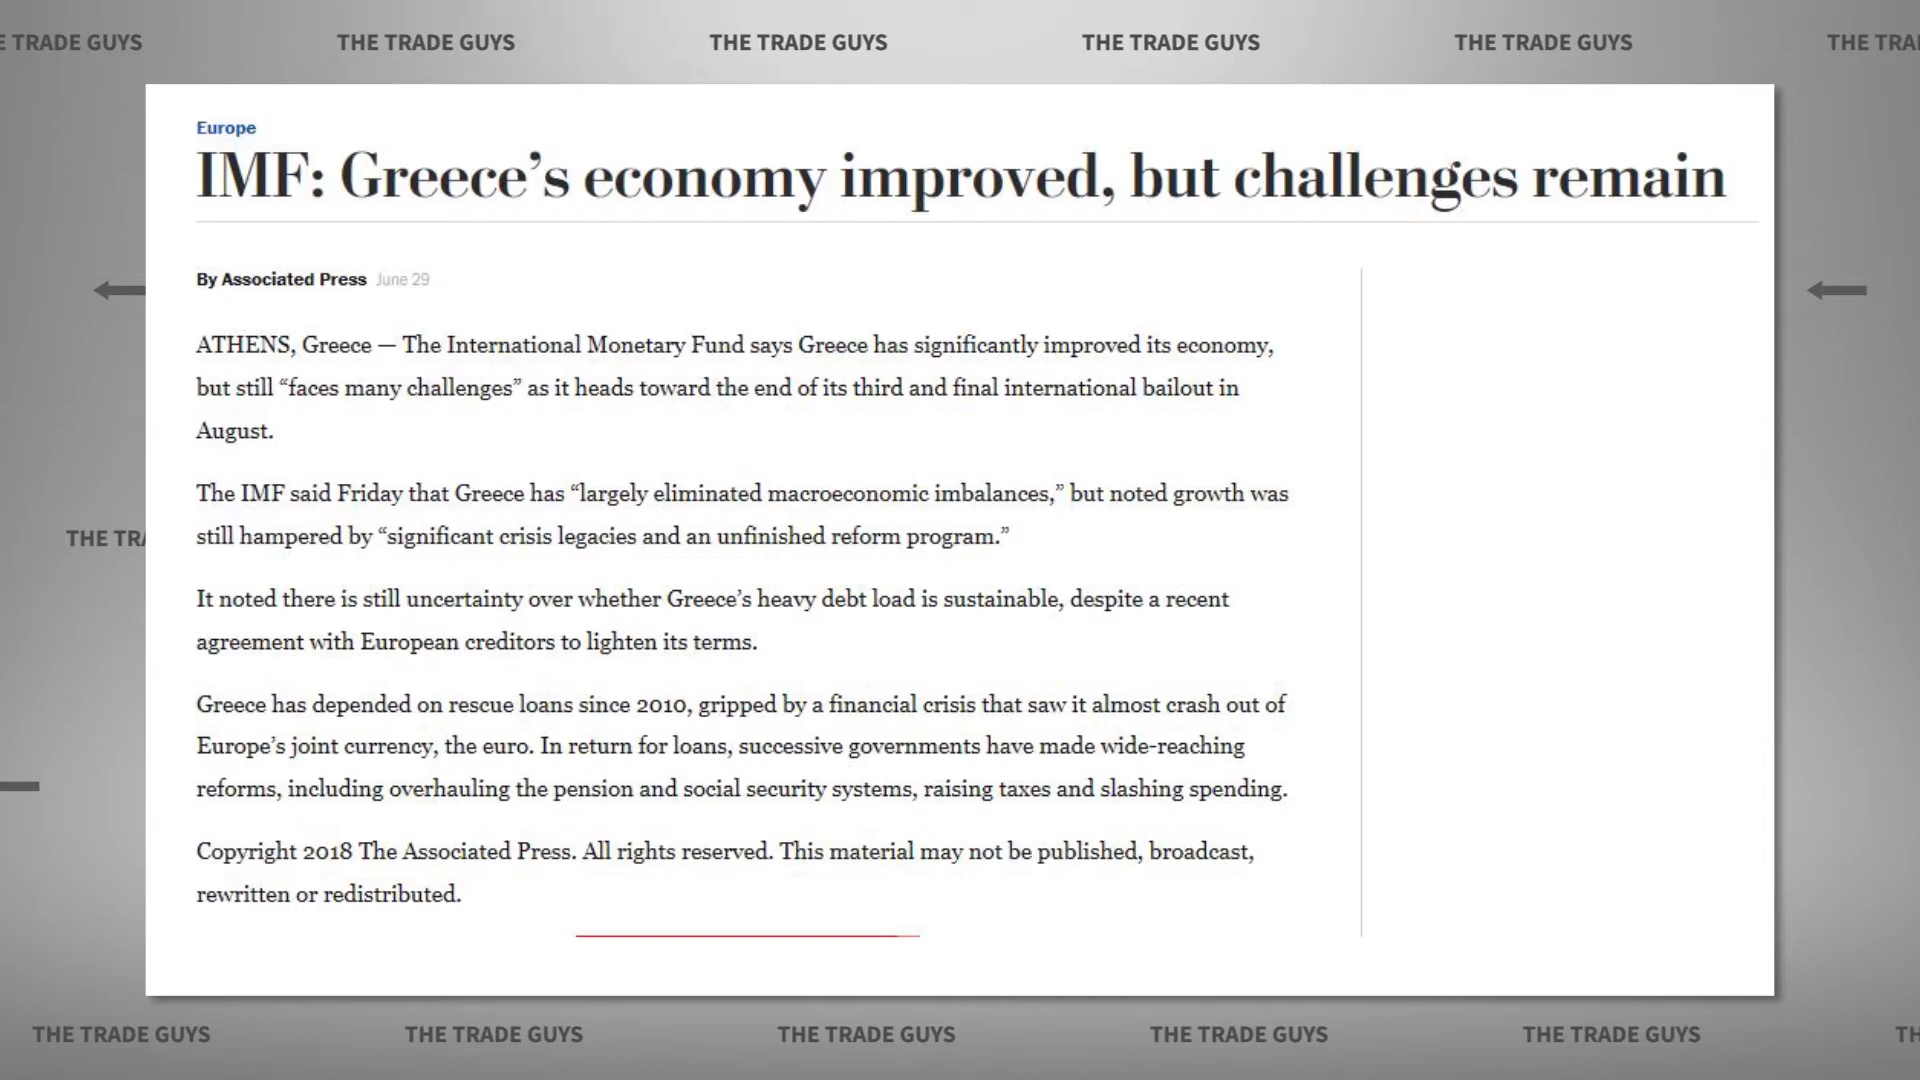 E TRADE GUYS THE TRADE GUYS THE TRADE GUYS THE TRADE GUYS THE TRADE GUYS THE TRA
Europe
IMF: Greece’s economy improved, but challenges remain
By Associated Press June 29
ATHENS, Greece — The International Monetary Fund says Greece has significantly improved its economy,
but still “faces many challenges” as it heads toward the end of its third and final international bailout in
August.
The IMF said Friday that Greece has “largely eliminated macroeconomic imbalances,” but noted growth was
still hampered by “significant crisis legacies and an unfinished reform program.”
THE TRA
It noted there is still uncertainty over whether Greece’s heavy debt load is sustainable, despite a recent
agreement with European creditors to lighten its terms.
Greece has depended on rescue loans since 2010, gripped by a financial crisis that saw it almost crash out of
Europe’s joint currency, the euro. In return for loans, successive governments have made wide-reaching
reforms, including overhauling the pension and social security systems, raising taxes and slashing spending.
Copyright 2018 The Associated Press. All rights reserved. This material may not be published, broadcast,
rewritten or redistributed.
THE TRADE GUYS THE TRADE GUYS THE TRADE GUYS THE TRADE GUYS THE TRADE GUYS TH